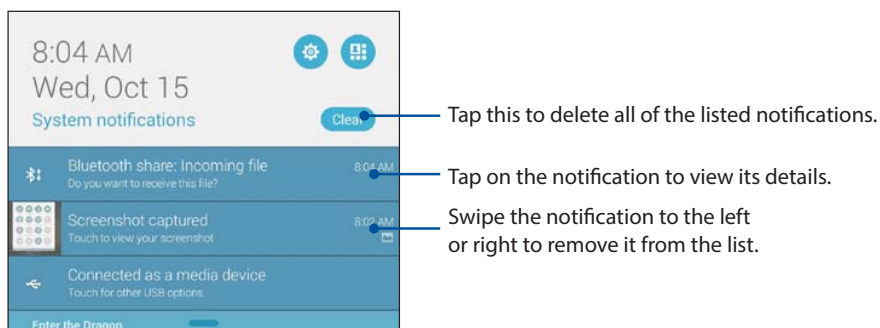 8:04 AM
Wed, Oct 15
System notifications
Clear
Tap this to delete all of the listed notifications.
Bluetooth share: Incoming file
8:04 AM
Do you want to receive this file?
Tap on the notification to view its details.
Screenshot captured
8:02 AM
Touch to view your screenshot
Swipe the notification to the left
or right to remove it from the list.
Connected as a media device
Touch for other USB options.
Enter the Dragon